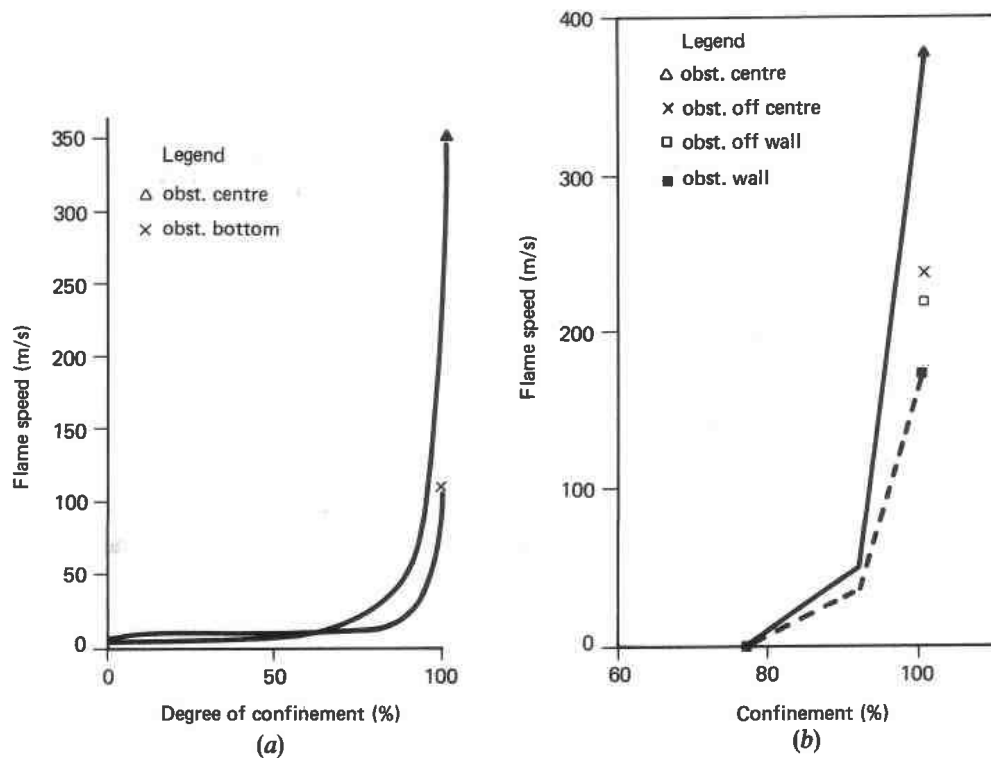 350
300
250
200
150
100
50
0
Flame speed (m/s)
Legend
△ obst. centre
× obst. bottom
0
50
100
Degree of confinement (%)
(a)
400
300
200
100
0
Flame speed (m/s)
Legend
△ obst. centre
× obst. off centre
□ obst. off wall
■ obst. wall
60
80
100
Confinement (%)
(b)